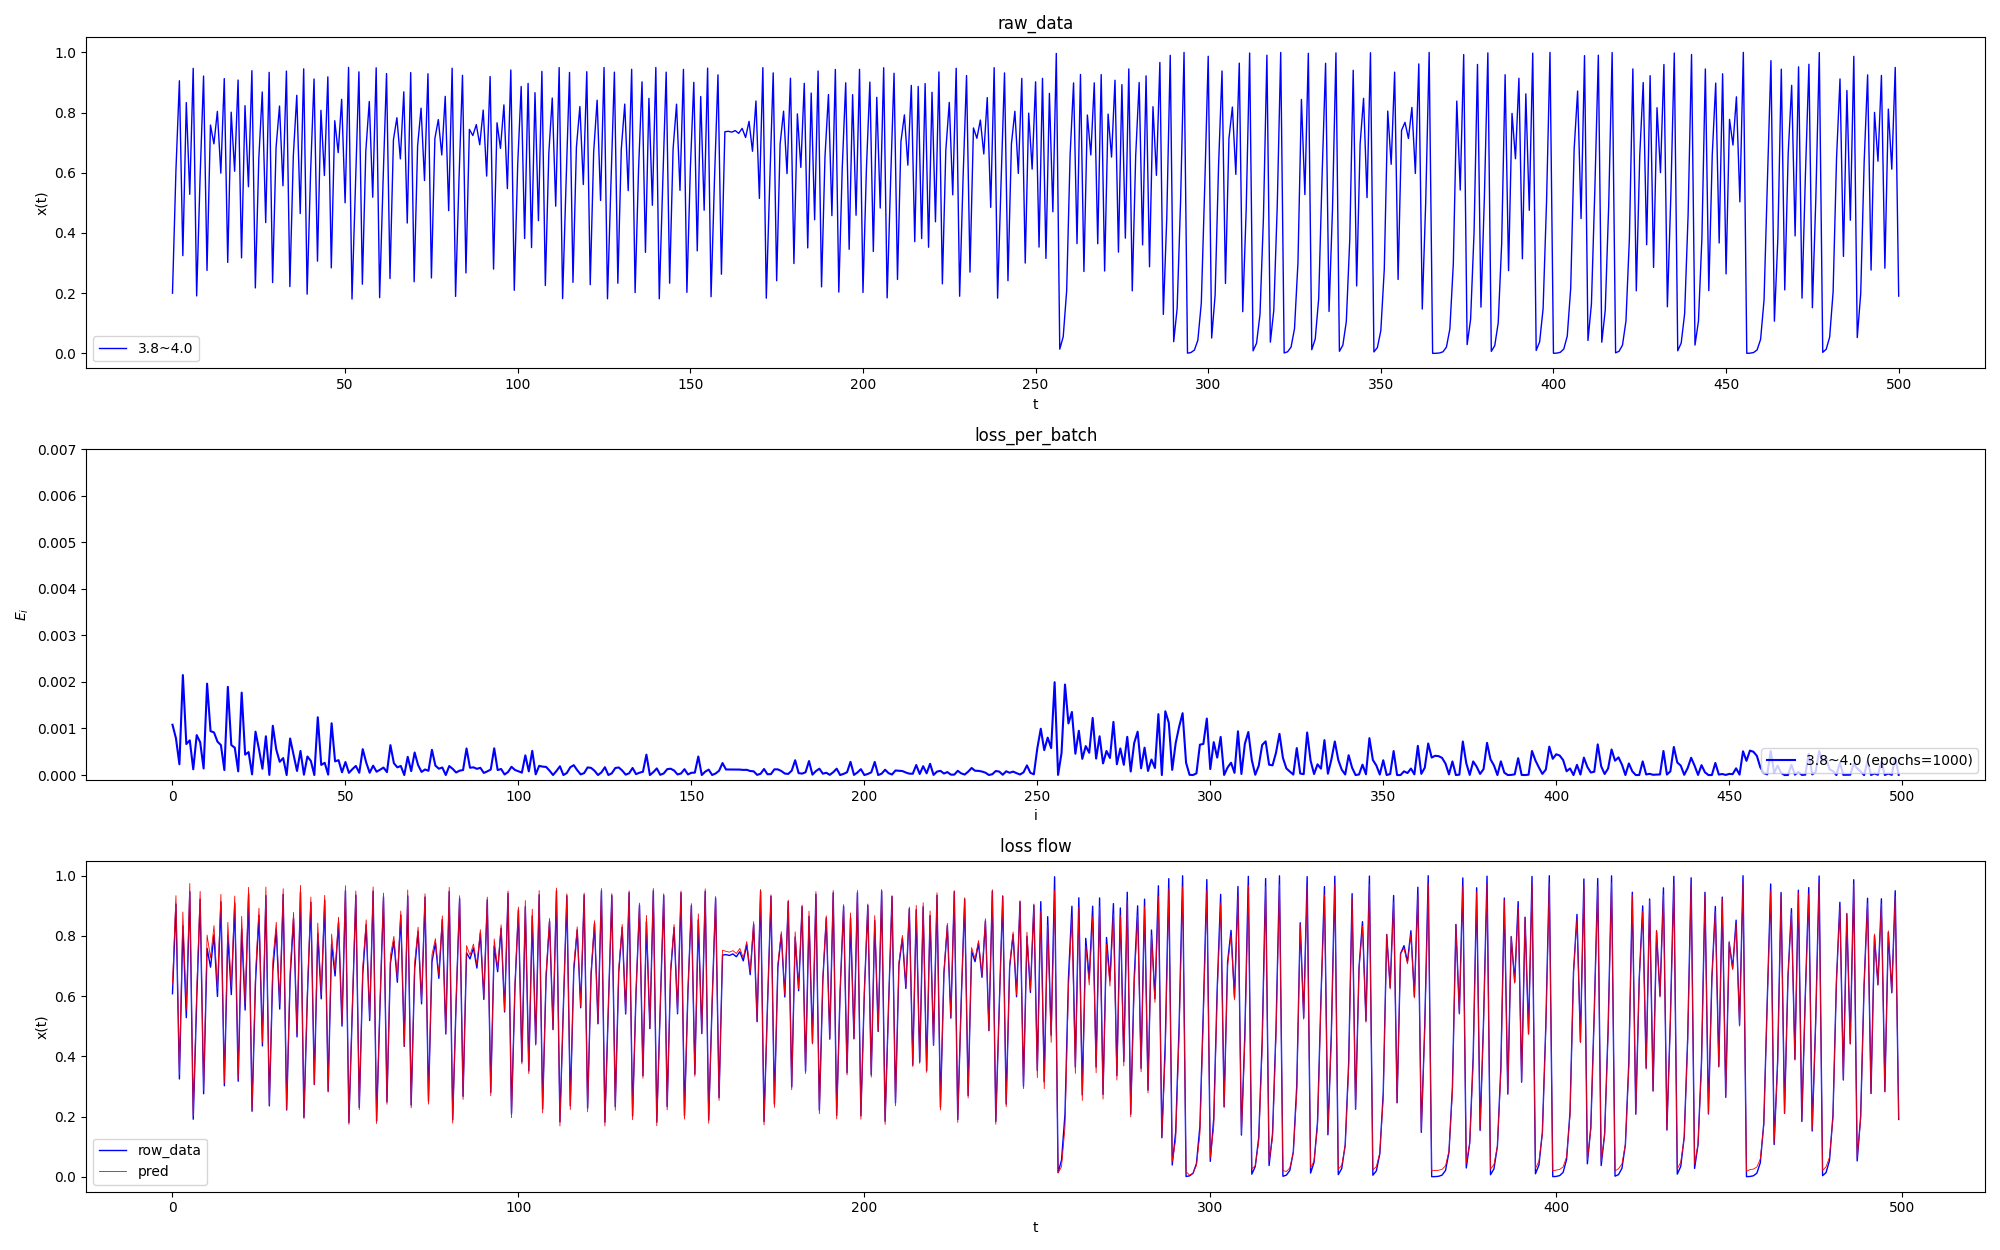 raw_data
1.0
0.8
0.6
0.4
0.2
0.0
x(t)
3.8~4.0
50 100 150 200 250 300 350 400 450 500
t
loss_per_batch
0.007
0.006
0.005
0.004
0.003
0.002
0.001
0.000
E_i
3.8~4.0 (epochs=1000)
0 50 100 150 200 250 300 350 400 450 500
i
loss flow
1.0
0.8
0.6
0.4
0.2
0.0
x(t)
row_data
pred
0 100 200 300 400 500
t